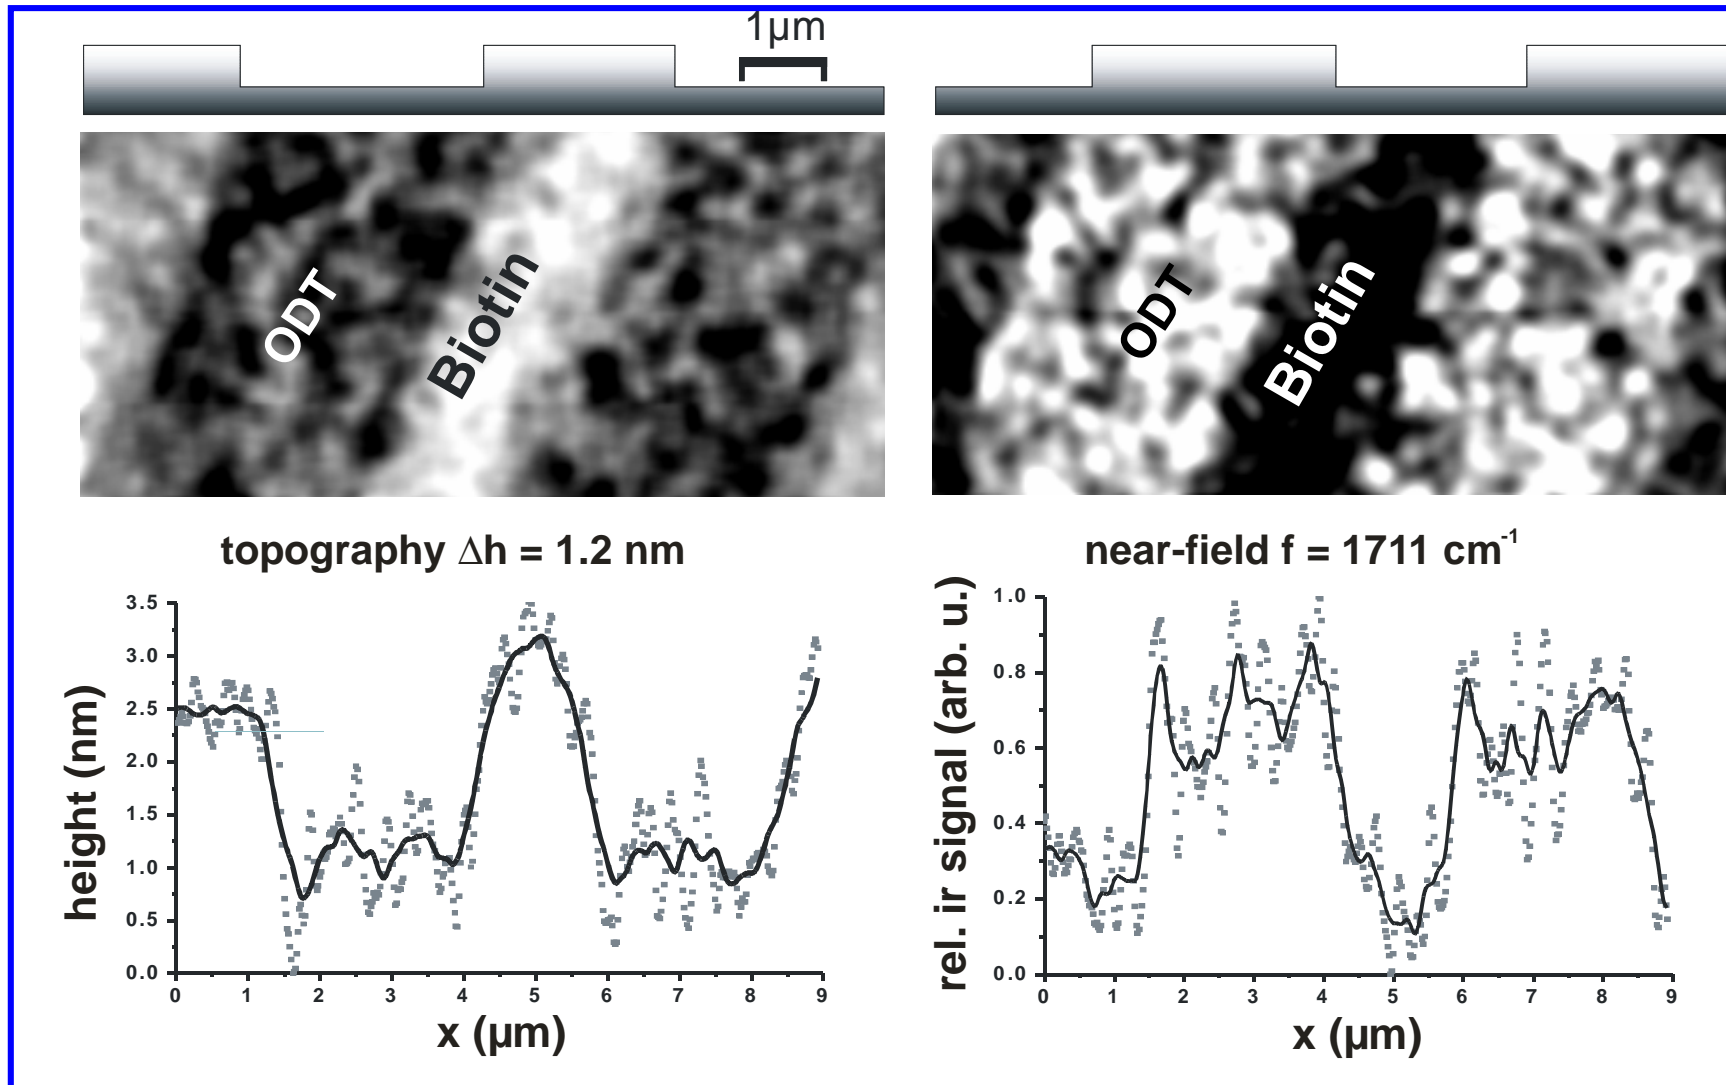 1µm
ODT
Biotin
ODT
Biotin
topography Δh = 1.2 nm
near-field f = 1711 cm⁻¹
height (nm)
3.5
3.0
2.5
2.0
1.5
1.0
0.5
0.0
0 1 2 3 4 5 6 7 8 9
x (µm)
rel. ir signal (arb. u.)
1.0
0.8
0.6
0.4
0.2
0.0
0 1 2 3 4 5 6 7 8 9
x (µm)